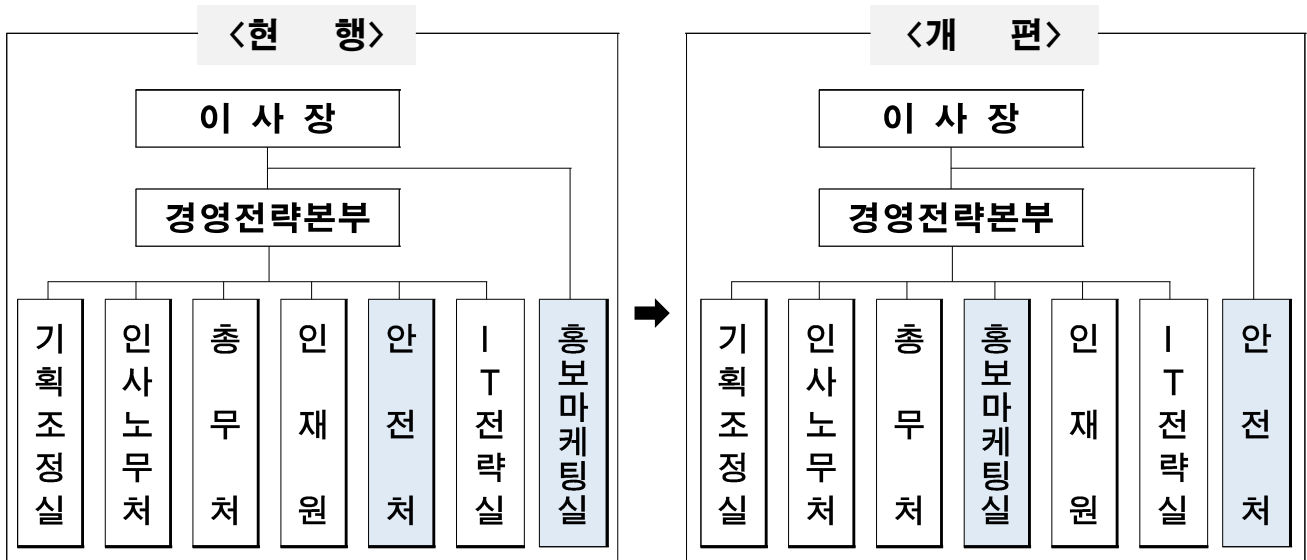 <현 행>
이 사 장
경영전략본부
기획조정실
인사노무처
총무처
인재원
안전처
IT전략실
홍보마케팅실
<개 편>
이 사 장
경영전략본부
기획조정실
인사노무처
총무처
홍보마케팅실
인재원
IT전략실
안전처